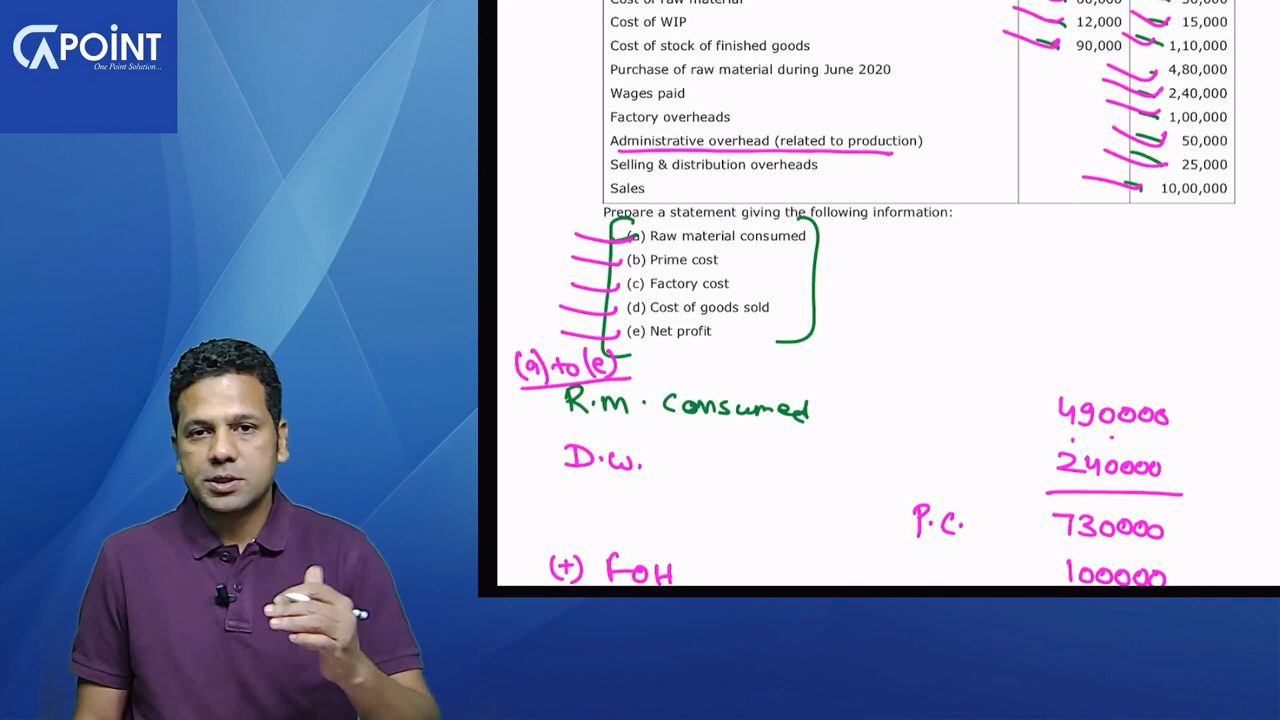 CAPOINT
One Point Solution...
Cost of WIP 12,000 15,000
Cost of stock of finished goods 90,000 1,10,000
Purchase of raw material during June 2020 4,80,000
Wages paid 2,40,000
Factory overheads 1,00,000
Administrative overhead (related to production) 50,000
Selling & distribution overheads 25,000
Sales 10,00,000
Prepare a statement giving the following information:
(a) Raw material consumed
(b) Prime cost
(c) Factory cost
(d) Cost of goods sold
(e) Net profit
(a) to (e)
R.m. consumed 490000
D.W. 240000
P.C. 730000
(+) FOH 100000